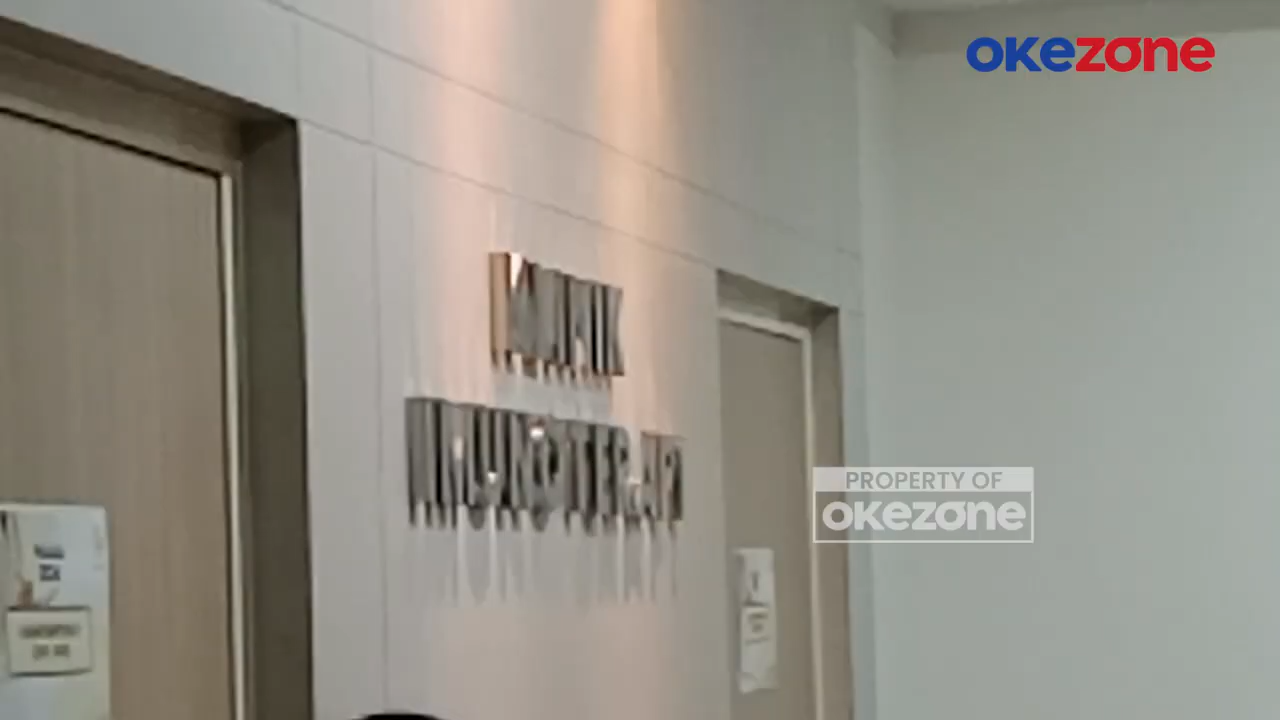 okezone
KLINIK
IMUNOTERAPI
PROPERTY OF
okezone